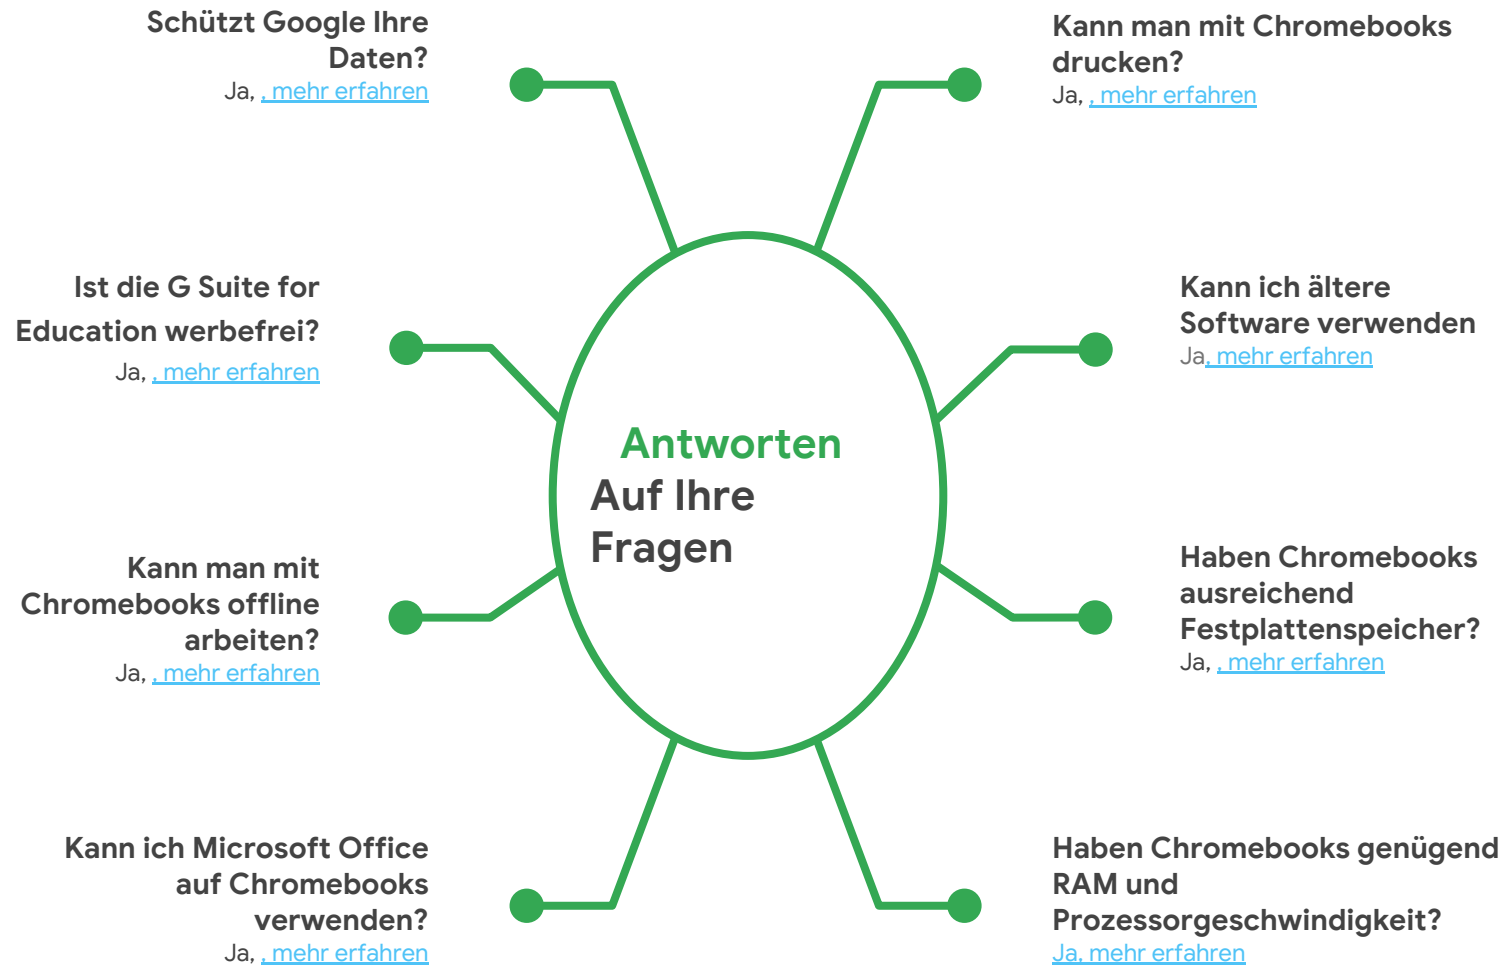 Schützt Google Ihre
Daten?
Ja, , mehr erfahren
Ist die G Suite for
Education werbefrei?
Ja, , mehr erfahren
Kann man mit
Chromebooks offline
arbeiten?
Ja, , mehr erfahren
Kann ich Microsoft Office
auf Chromebooks
verwenden?
Ja, , mehr erfahren
Antworten
Auf Ihre
Fragen
Kann man mit Chromebooks
drucken?
Ja, , mehr erfahren
Kann ich ältere
Software verwenden
Ja, mehr erfahren
Haben Chromebooks
ausreichend
Festplattenspeicher?
Ja, , mehr erfahren
Haben Chromebooks genügend
RAM und
Prozessorgeschwindigkeit?
Ja, mehr erfahren